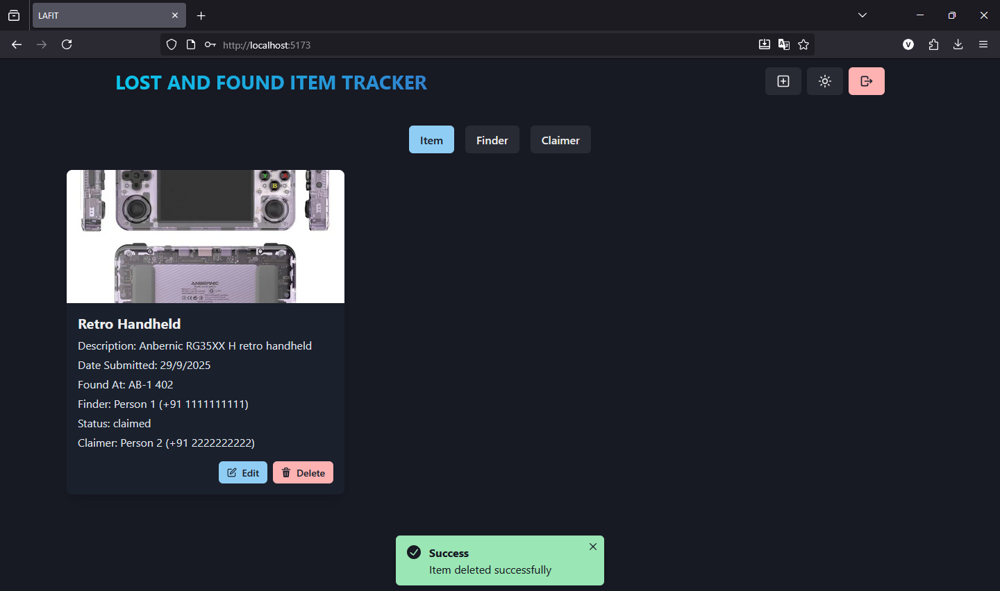 LAFIT
http://localhost:5173
V
LOST AND FOUND ITEM TRACKER
Item Finder Claimer
Y
B
ANBERNIC
Retro Handheld
Description: Anbernic RG35XX H retro handheld
Date Submitted: 29/9/2025
Found At: AB-1 402
Finder: Person 1 (+91 1111111111)
Status: claimed
Claimer: Person 2 (+91 2222222222)
Edit Delete
Success
Item deleted successfully